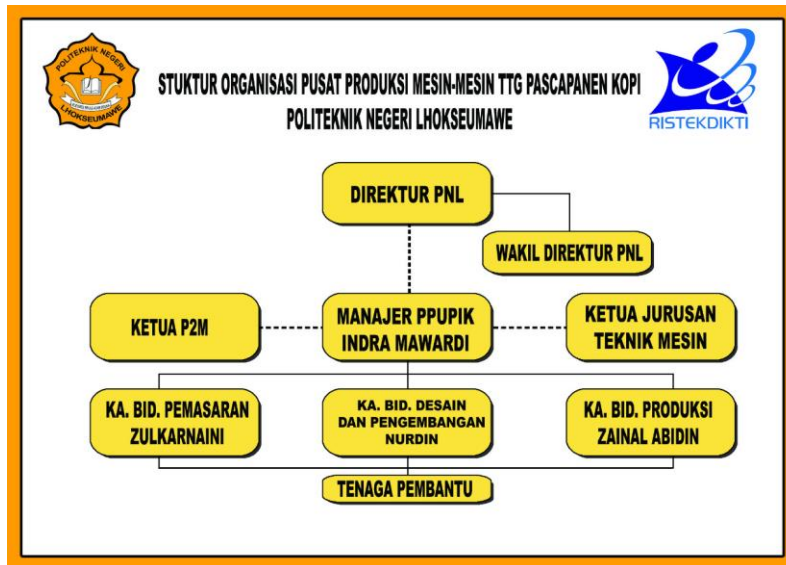 STUKTUR ORGANISASI PUSAT PRODUKSI MESIN-MESIN TTG PASCAPANEN KOPI
POLITEKNIK NEGERI LHOKSEUMAWE
POLITEKNIK NEGERI
LHOKSEUMAWE
RISTEKDIKTI
DIREKTUR PNL
WAKIL DIREKTUR PNL
KETUA P2M
MANAJER PPUPIK
INDRA MAWARDI
KETUA JURUSAN
TEKNIK MESIN
KA. BID. PEMASARAN
ZULKARNAINI
KA. BID. DESAIN
DAN PENGEMBANGAN
NURDIN
KA. BID. PRODUKSI
ZAINAL ABIDIN
TENAGA PEMBANTU